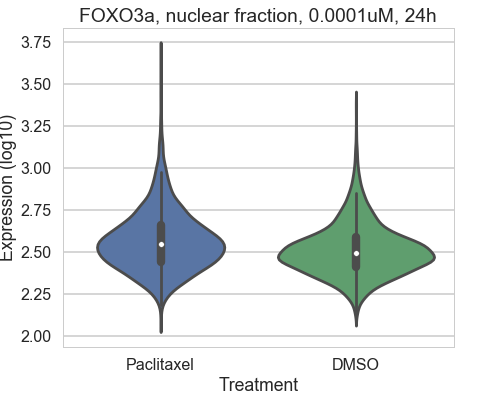 FOXO3a, nuclear fraction, 0.0001uM, 24h
Expression (log10)
3.75
3.50
3.25
3.00
2.75
2.50
2.25
2.00
Paclitaxel
DMSO
Treatment